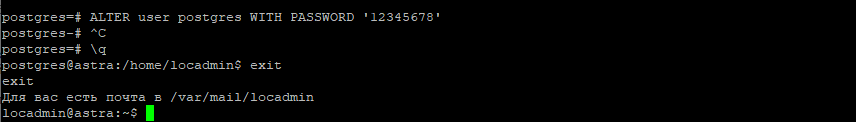 postgres=# ALTER user postgres WITH PASSWORD '12345678'
postgres-# ^C
postgres=# \q
postgres@astra:/home/locadmin$ exit
exit
Для вас есть почта в /var/mail/locadmin
locadmin@astra:~$